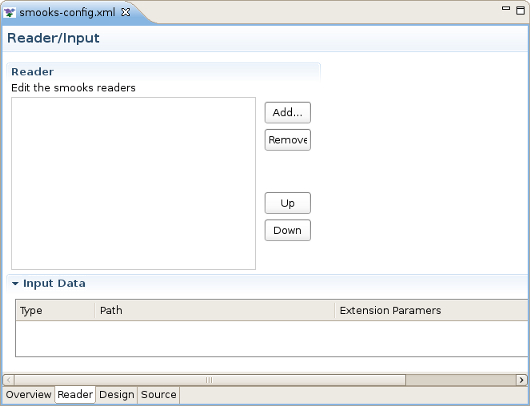 smooks-config.xml
Reader/Input
Reader
Edit the smooks readers
Add...
Remove
Up
Down
Input Data
Type Path Extension Paramers
Overview Reader Design Source